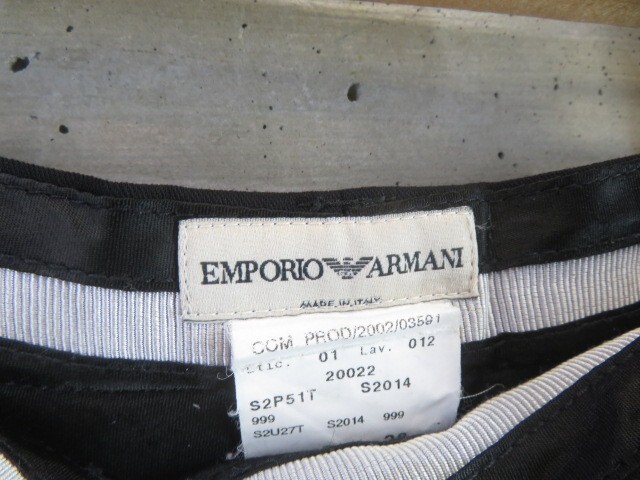 EMPORIO ARMANI
MADE IN ITALY
COM PROD/2002/03591
Etic. 01 Lav. 012
20022
S2P51T S2014
999
S2U27T S2014 999